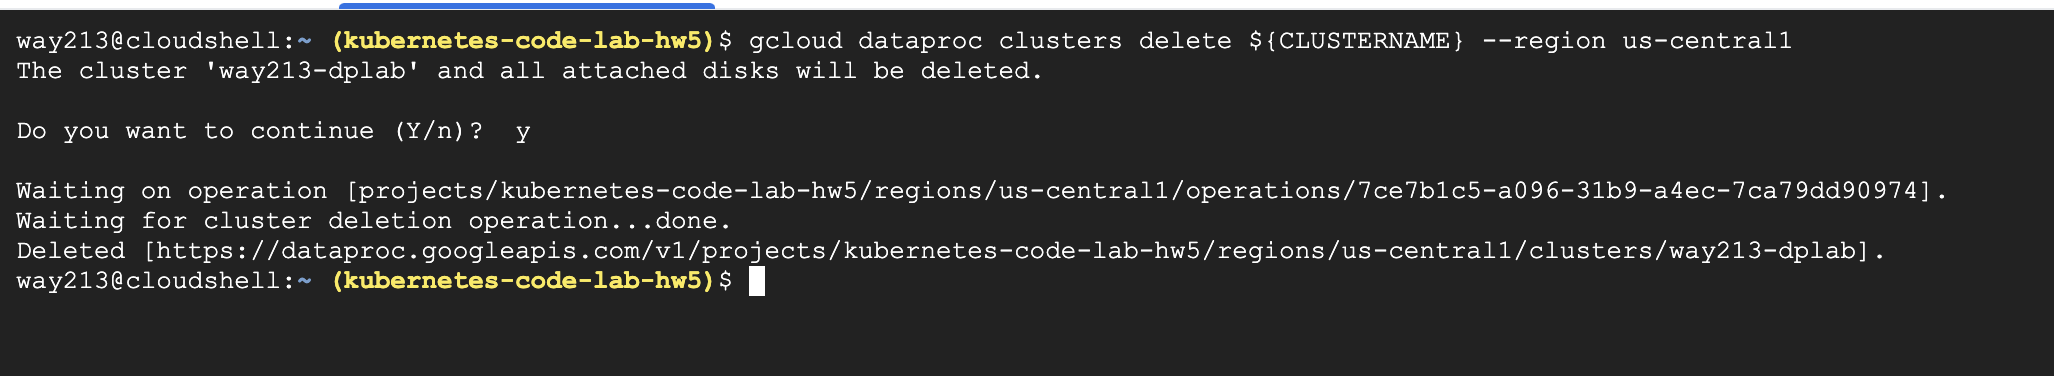 way213@cloudshell:~ (kubernetes-code-lab-hw5)$ gcloud dataproc clusters delete ${CLUSTERNAME} --region us-central1
The cluster 'way213-dplab' and all attached disks will be deleted.
Do you want to continue (Y/n)?  y
Waiting on operation [projects/kubernetes-code-lab-hw5/regions/us-central1/operations/7ce7b1c5-a096-31b9-a4ec-7ca79dd90974].
Waiting for cluster deletion operation...done.
Deleted [https://dataproc.googleapis.com/v1/projects/kubernetes-code-lab-hw5/regions/us-central1/clusters/way213-dplab].
way213@cloudshell:~ (kubernetes-code-lab-hw5)$